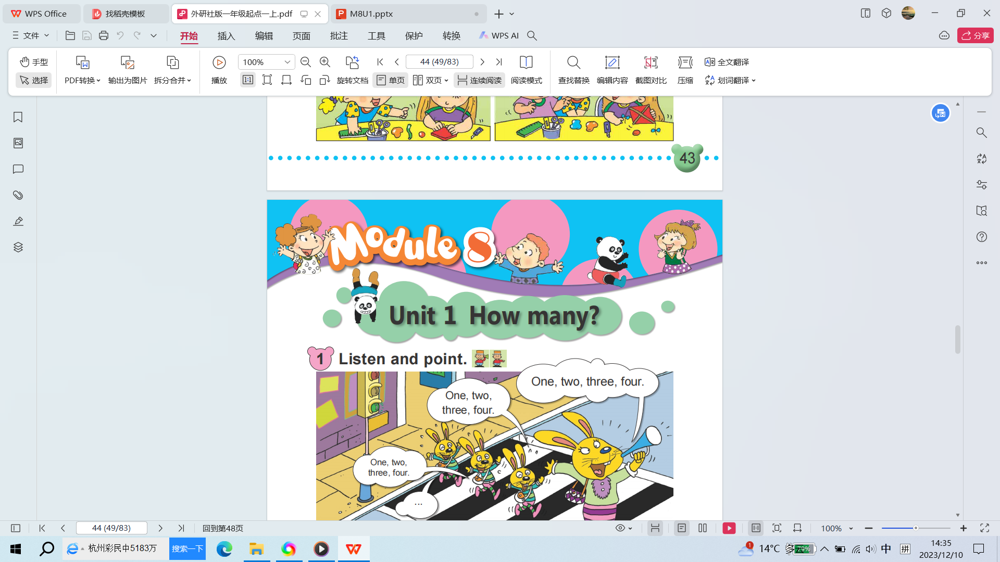 WPS Office
找稻壳模板
外研社版一年级起点一上.pdf
M8U1.pptx
文件
开始
插入
编辑
页面
批注
工具
保护
转换
WPS AI
分享
手型
选择
PDF转换
输出为图片
拆分合并
播放
100%
旋转文档
44 (49/83)
单页
双页
连续阅读
阅读模式
查找替换
编辑内容
截图对比
压缩
全文翻译
划词翻译
43
Module 8
Unit 1 How many?
1 Listen and point.
One, two, three, four.
One, two,
three, four.
One, two,
three, four.
...
44 (49/83)
回到第48页
100%
杭州彩民中5183万
搜索一下
1
14°C 多云
79%
中
拼
14:35
2023/12/10